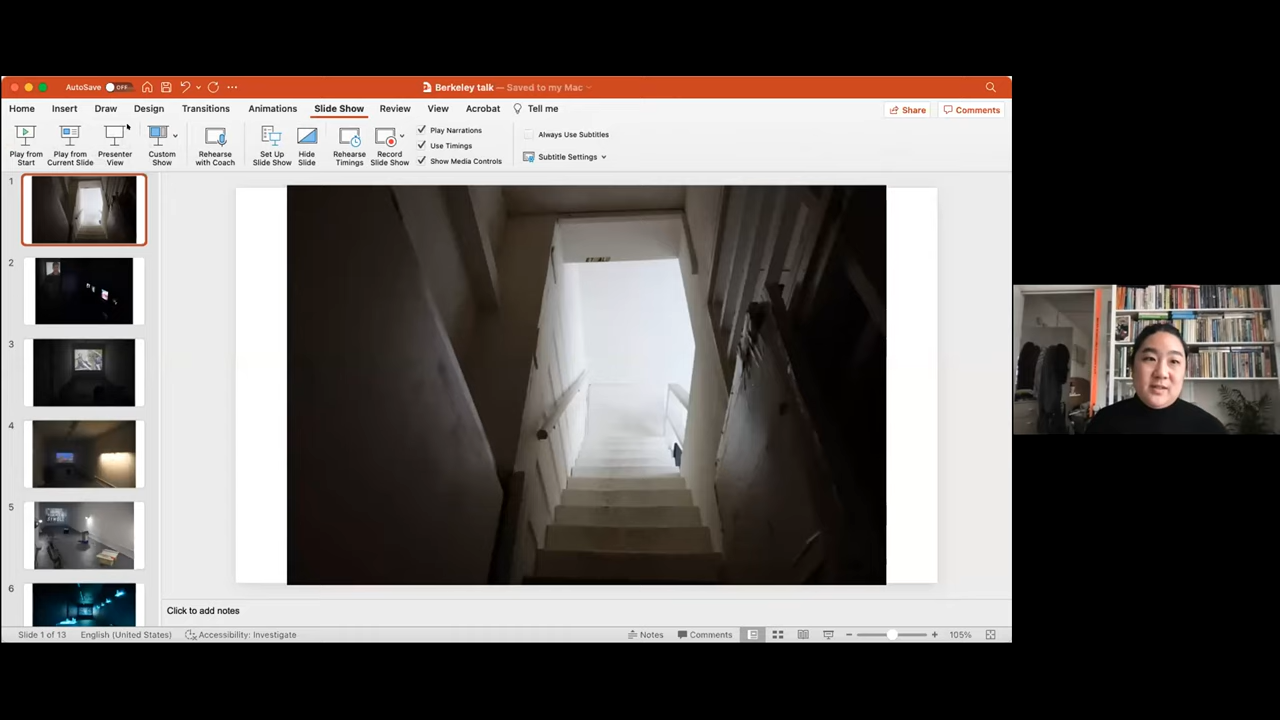 AutoSave OFF
Berkeley talk — Saved to my Mac
Home Insert Draw Design Transitions Animations Slide Show Review View Acrobat Tell me
Share Comments
Play from Start
Play from Current Slide
Presenter View
Custom Show
Rehearse with Coach
Set Up Slide Show
Hide Slide
Rehearse Timings
Record Slide Show
Play Narrations
Use Timings
Show Media Controls
Always Use Subtitles
Subtitle Settings
1
2
3
4
5
6
Click to add notes
Slide 1 of 13 English (United States) Accessibility: Investigate Notes Comments 105%